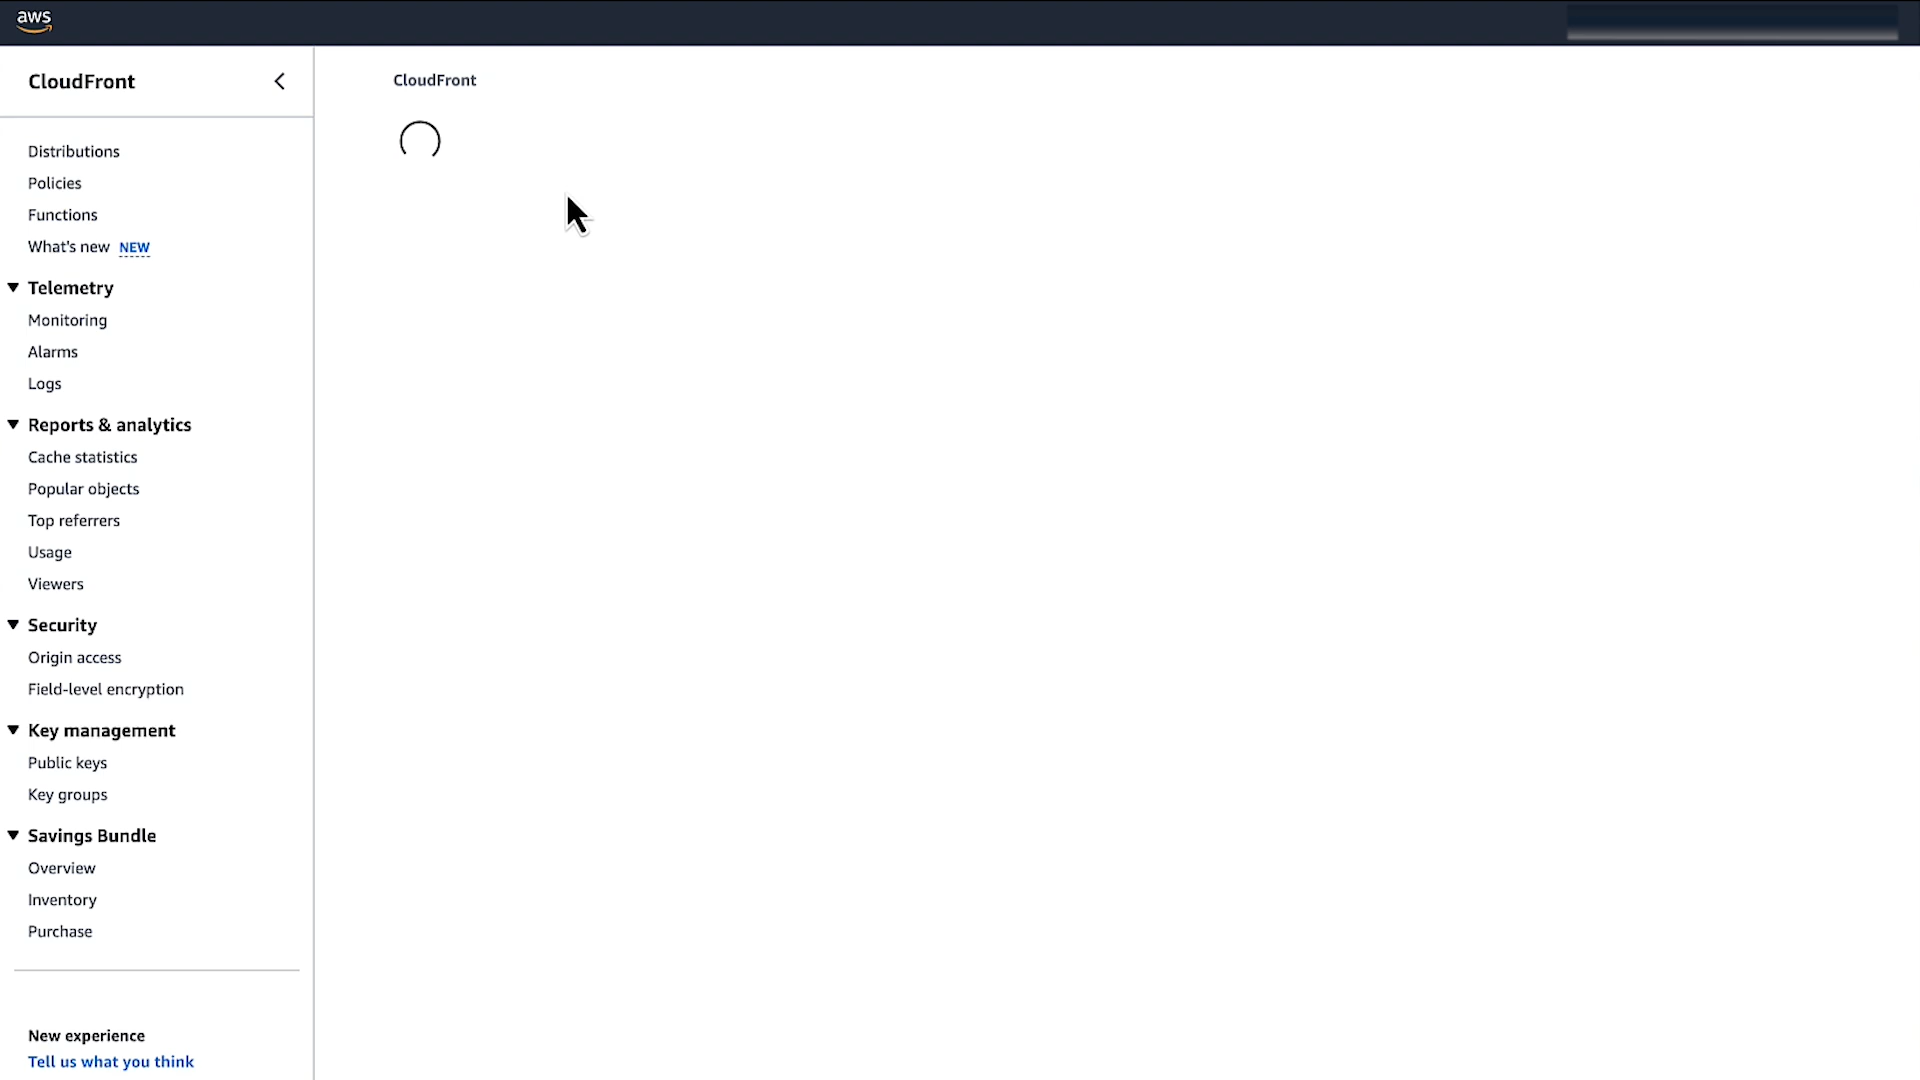 aws
CloudFront
CloudFront
Distributions
Policies
Functions
What's new NEW
Telemetry
Monitoring
Alarms
Logs
Reports & analytics
Cache statistics
Popular objects
Top referrers
Usage
Viewers
Security
Origin access
Field-level encryption
Key management
Public keys
Key groups
Savings Bundle
Overview
Inventory
Purchase
New experience
Tell us what you think